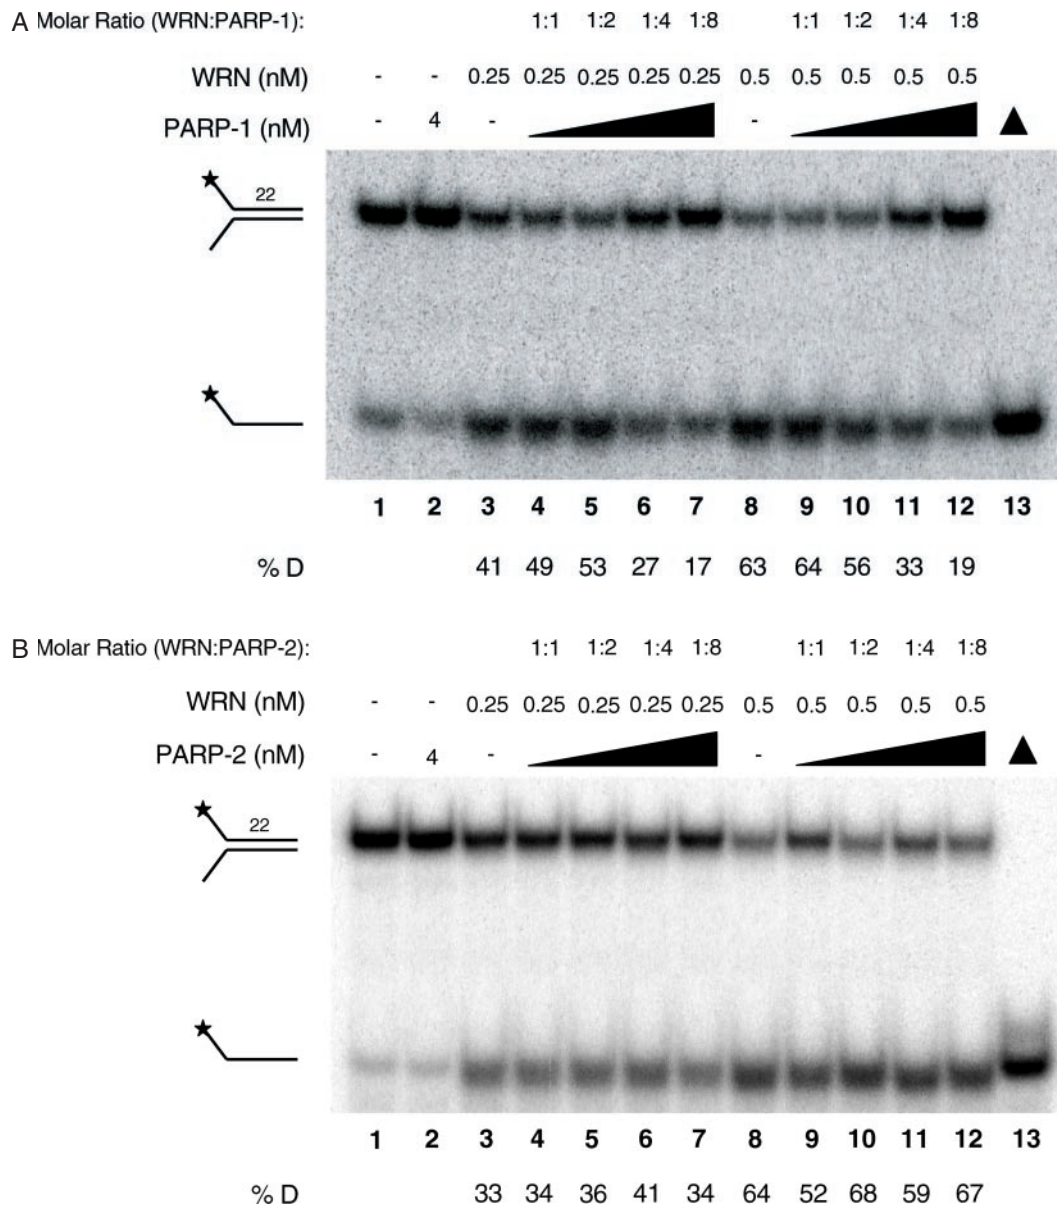 A Molar Ratio (WRN:PARP-1): 1:1 1:2 1:4 1:8 1:1 1:2 1:4 1:8
WRN (nM) - - 0.25 0.25 0.25 0.25 0.25 0.5 0.5 0.5 0.5 0.5
PARP-1 (nM) - 4 - -
22
1 2 3 4 5 6 7 8 9 10 11 12 13
% D 41 49 53 27 17 63 64 56 33 19
B Molar Ratio (WRN:PARP-2): 1:1 1:2 1:4 1:8 1:1 1:2 1:4 1:8
WRN (nM) - - 0.25 0.25 0.25 0.25 0.25 0.5 0.5 0.5 0.5 0.5
PARP-2 (nM) - 4 - -
22
1 2 3 4 5 6 7 8 9 10 11 12 13
% D 33 34 36 41 34 64 52 68 59 67